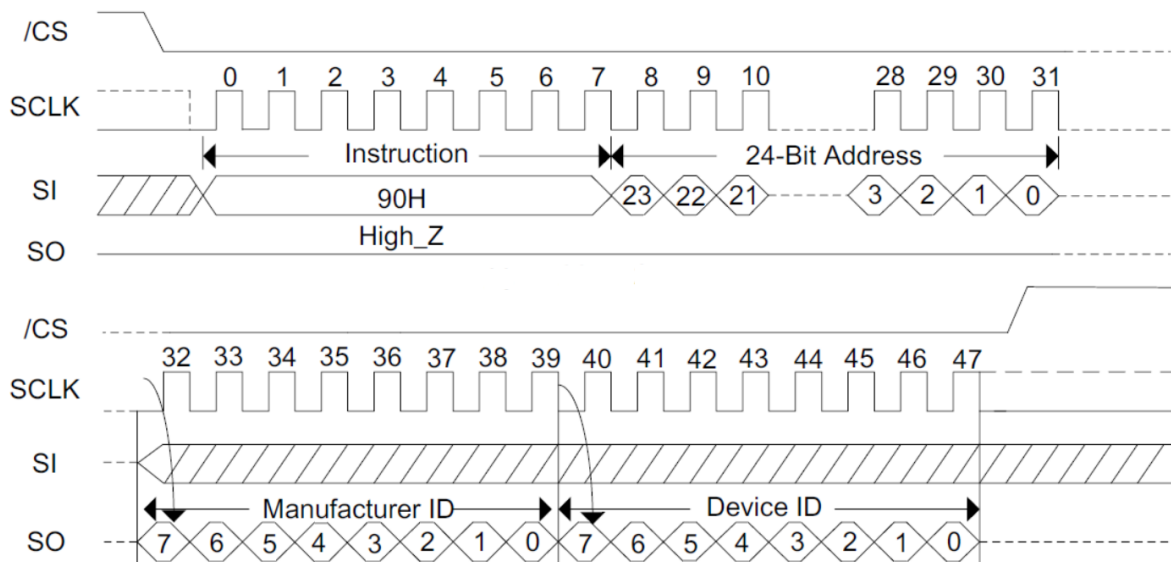 /CS
0 1 2 3 4 5 6 7 8 9 10 28 29 30 31
SCLK
Instruction 24-Bit Address
SI 90H 23 22 21 3 2 1 0
High_Z
SO
/CS
32 33 34 35 36 37 38 39 40 41 42 43 44 45 46 47
SCLK
SI
Manufacturer ID Device ID
SO 7 6 5 4 3 2 1 0 7 6 5 4 3 2 1 0